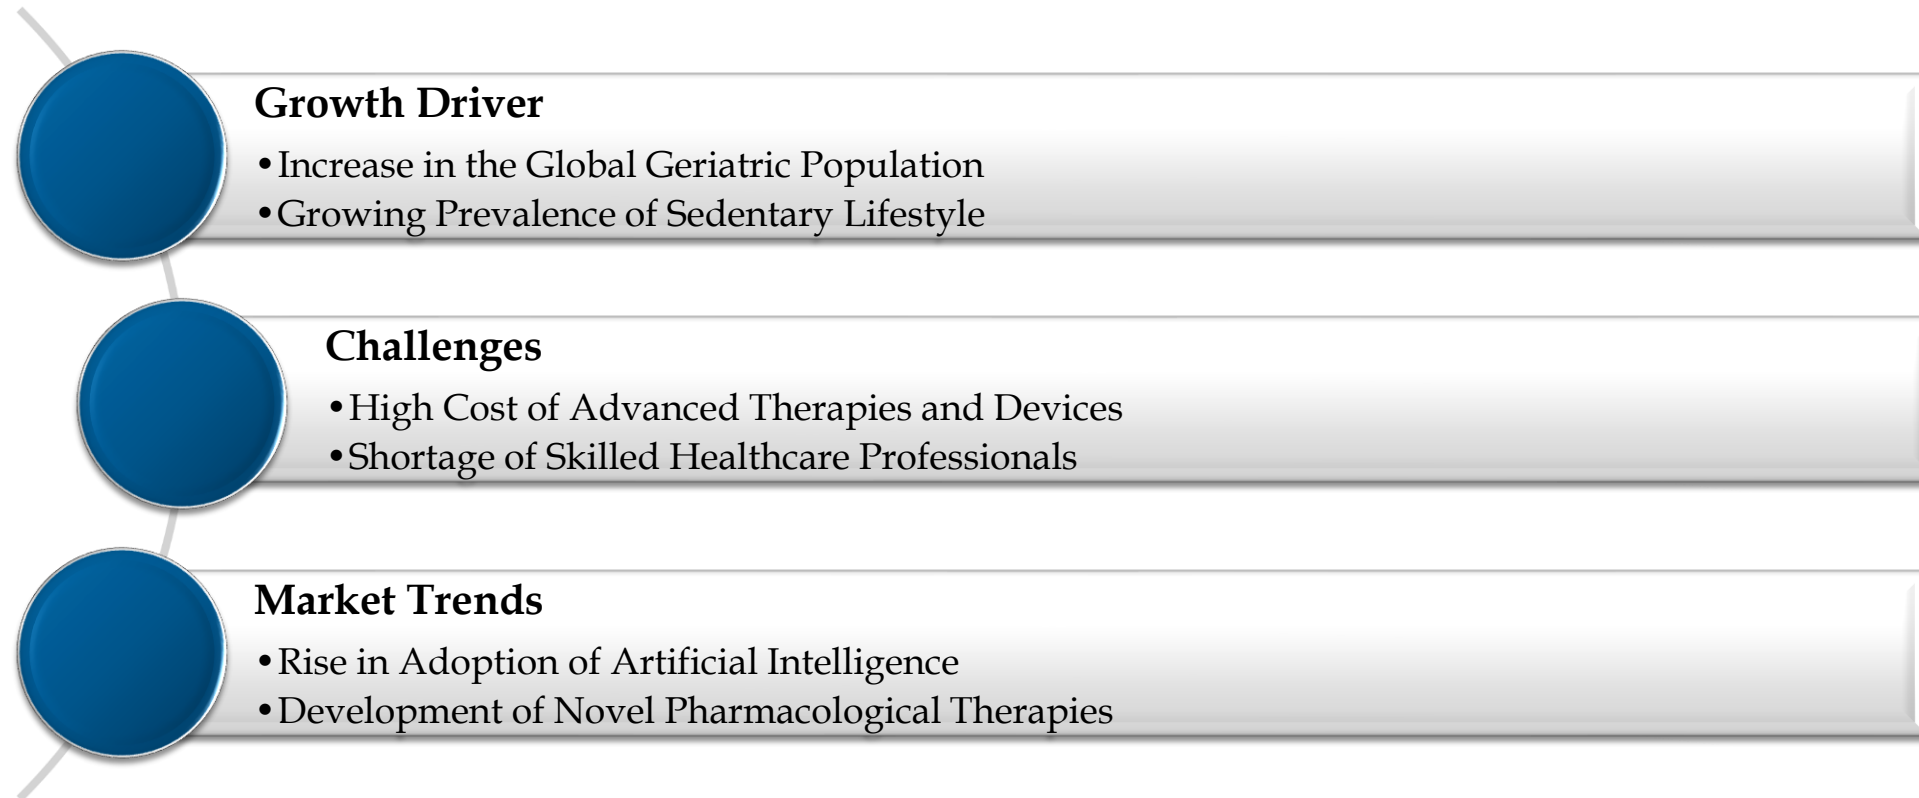 Growth Driver
•Increase in the Global Geriatric Population
•Growing Prevalence of Sedentary Lifestyle
Challenges
•High Cost of Advanced Therapies and Devices
•Shortage of Skilled Healthcare Professionals
Market Trends
•Rise in Adoption of Artificial Intelligence
•Development of Novel Pharmacological Therapies